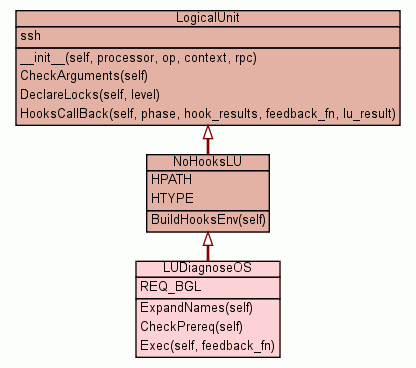 LogicalUnit
ssh
__init__(self, processor, op, context, rpc)
CheckArguments(self)
DeclareLocks(self, level)
HooksCallBack(self, phase, hook_results, feedback_fn, lu_result)
NoHooksLU
HPATH
HTYPE
BuildHooksEnv(self)
LUDiagnoseOS
REQ_BGL
ExpandNames(self)
CheckPrereq(self)
Exec(self, feedback_fn)